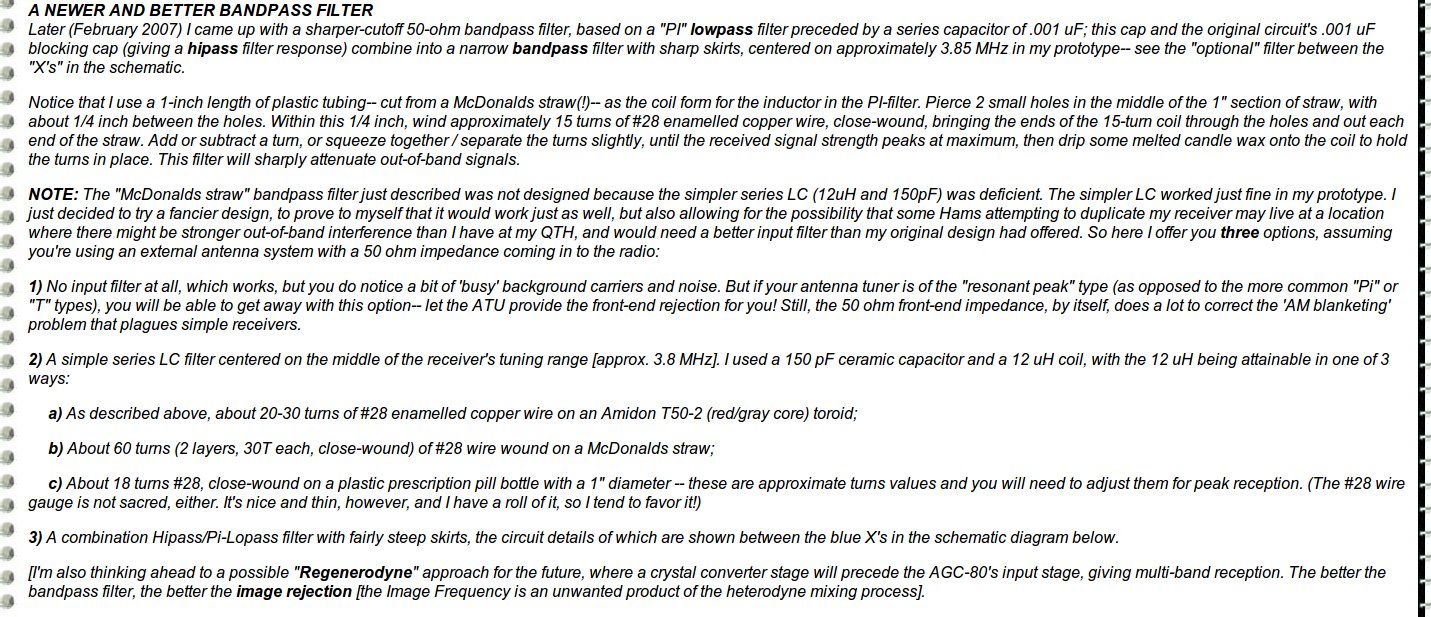 A NEWER AND BETTER BANDPASS FILTER
Later (February 2007) I came up with a sharper-cutoff 50-ohm bandpass filter, based on a "PI" lowpass filter preceded by a series capacitor of .001 uF; this cap and the original circuit's .001 uF
blocking cap (giving a hipass filter response) combine into a narrow bandpass filter with sharp skirts, centered on approximately 3.85 MHz in my prototype-- see the "optional" filter between the
"X's" in the schematic.
Notice that I use a 1-inch length of plastic tubing-- cut from a McDonalds straw(!)-- as the coil form for the inductor in the PI-filter. Pierce 2 small holes in the middle of the 1" section of straw, with
about 1/4 inch between the holes. Within this 1/4 inch, wind approximately 15 turns of #28 enamelled copper wire, close-wound, bringing the ends of the 15-turn coil through the holes and out each
end of the straw. Add or subtract a turn, or squeeze together / separate the turns slightly, until the received signal strength peaks at maximum, then drip some melted candle wax onto the coil to hold
the turns in place. This filter will sharply attenuate out-of-band signals.
NOTE: The "McDonalds straw" bandpass filter just described was not designed because the simpler series LC (12uH and 150pF) was deficient. The simpler LC worked just fine in my prototype. I
just decided to try a fancier design, to prove to myself that it would work just as well, but also allowing for the possibility that some Hams attempting to duplicate my receiver may live at a location
where there might be stronger out-of-band interference than I have at my QTH, and would need a better input filter than my original design had offered. So here I offer you three options, assuming
you're using an external antenna system with a 50 ohm impedance coming in to the radio:
1) No input filter at all, which works, but you do notice a bit of 'busy' background carriers and noise. But if your antenna tuner is of the "resonant peak" type (as opposed to the more common "Pi" or
"T" types), you will be able to get away with this option-- let the ATU provide the front-end rejection for you! Still, the 50 ohm front-end impedance, by itself, does a lot to correct the 'AM blanketing'
problem that plagues simple receivers.
2) A simple series LC filter centered on the middle of the receiver's tuning range [approx. 3.8 MHz]. I used a 150 pF ceramic capacitor and a 12 uH coil, with the 12 uH being attainable in one of 3
ways:
a) As described above, about 20-30 turns of #28 enamelled copper wire on an Amidon T50-2 (red/gray core) toroid;
b) About 60 turns (2 layers, 30T each, close-wound) of #28 wire wound on a McDonalds straw;
c) About 18 turns #28, close-wound on a plastic prescription pill bottle with a 1" diameter -- these are approximate turns values and you will need to adjust them for peak reception. (The #28 wire
gauge is not sacred, either. It's nice and thin, however, and I have a roll of it, so I tend to favor it!)
3) A combination Hipass/Pi-Lopass filter with fairly steep skirts, the circuit details of which are shown between the blue X's in the schematic diagram below.
[I'm also thinking ahead to a possible "Regenerodyne" approach for the future, where a crystal converter stage will precede the AGC-80's input stage, giving multi-band reception. The better the
bandpass filter, the better the image rejection [the Image Frequency is an unwanted product of the heterodyne mixing process].